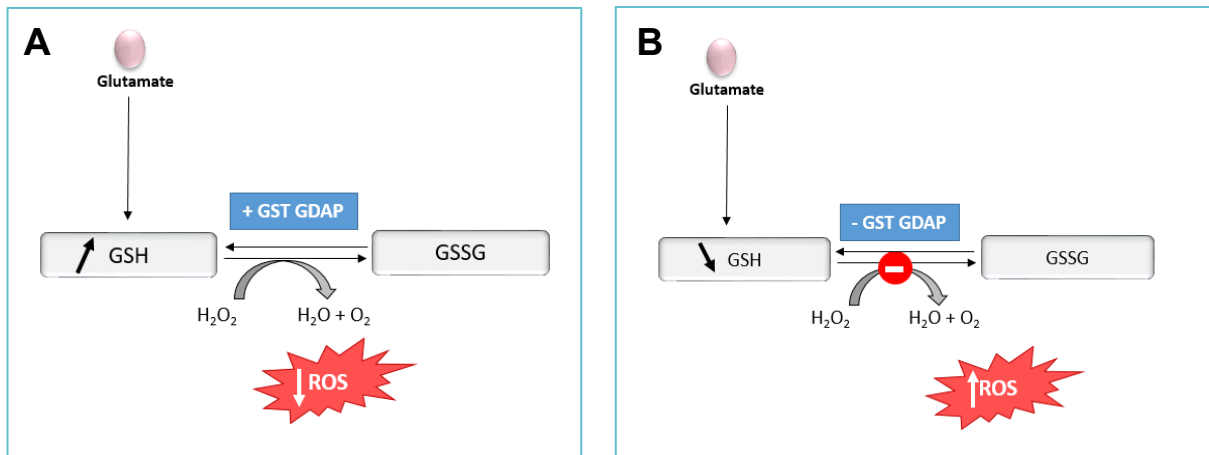 A
Glutamate
+ GST GDAP
GSH
GSSG
H₂O₂
H₂O + O₂
ROS
B
Glutamate
- GST GDAP
GSH
GSSG
H₂O₂
H₂O + O₂
ROS